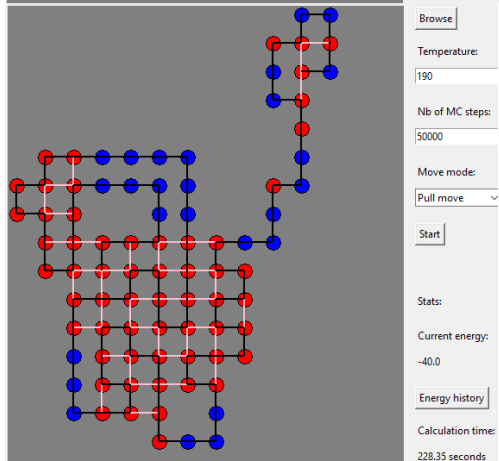 Browse
Temperature:
190
Nb of MC steps:
50000
Move mode:
Pull move
Start
Stats:
Current energy:
-40.0
Energy history
Calculation time:
228.35 seconds